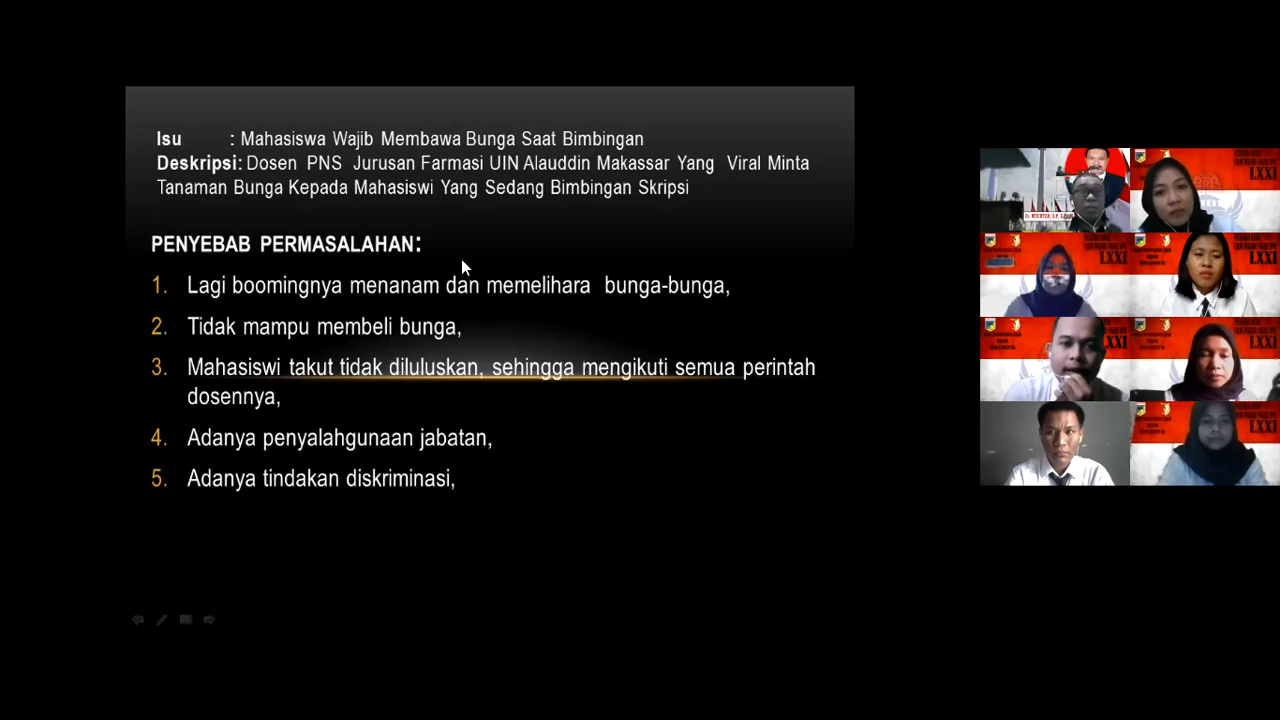 Isu : Mahasiswa Wajib Membawa Bunga Saat Bimbingan
Deskripsi: Dosen PNS Jurusan Farmasi UIN Alauddin Makassar Yang Viral Minta
Tanaman Bunga Kepada Mahasiswi Yang Sedang Bimbingan Skripsi
PENYEBAB PERMASALAHAN:
1. Lagi boomingnya menanam dan memelihara bunga-bunga,
2. Tidak mampu membeli bunga,
3. Mahasiswi takut tidak diluluskan, sehingga mengikuti semua perintah
dosennya,
4. Adanya penyalahgunaan jabatan,
5. Adanya tindakan diskriminasi,
LXXI
LXXI
LXXI
LXXI